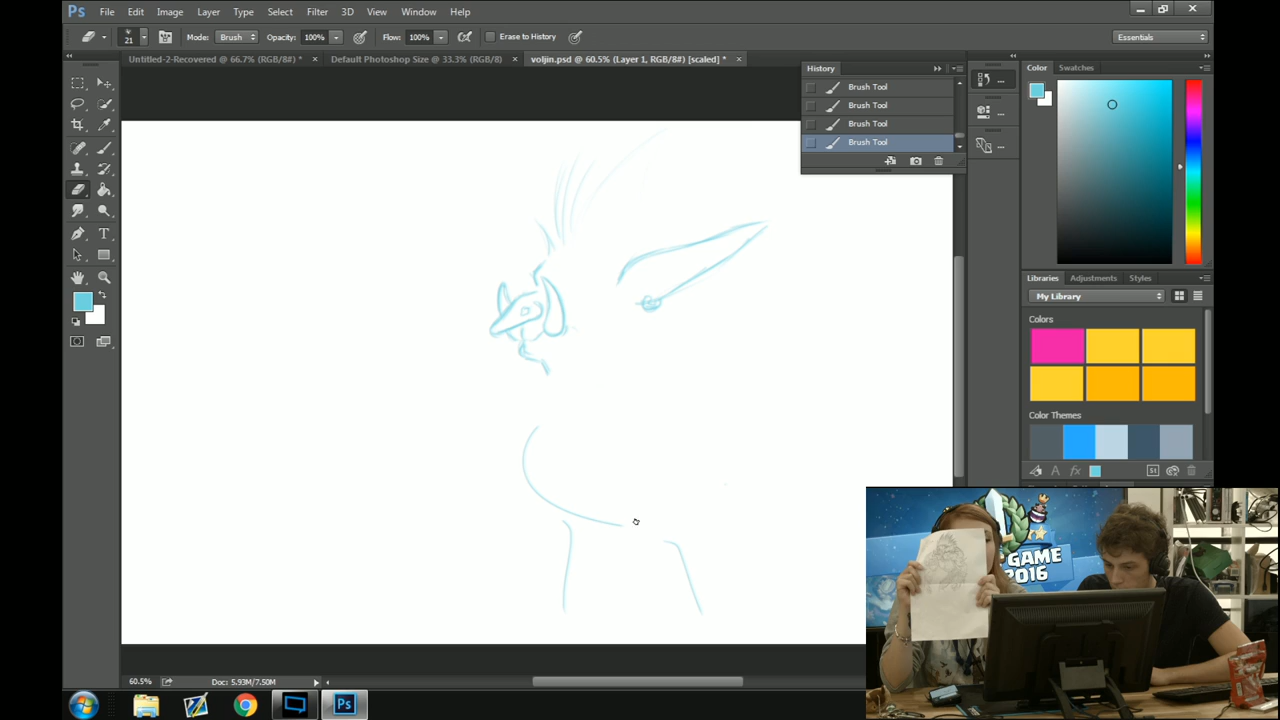 Ps File Edit Image Layer Type Select Filter 3D View Window Help
21 Mode: Brush Opacity: 100% Flow: 100% Erase to History Essentials
Untitled-2-Recovered @ 66.7% (RGB/8#) * × Default Photoshop Size @ 33.3% (RGB/8) × voljin.psd @ 60.5% (Layer 1, RGB/8#) [scaled] * ×
History
Brush Tool
Brush Tool
Brush Tool
Brush Tool
Color Swatches
Libraries Adjustments Styles
My Library
Colors
Color Themes
60.5% Doc: 5.93M/7.50M
GAME
2016
Ps